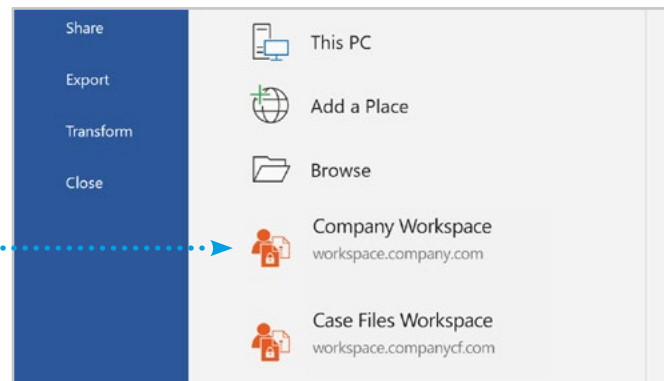 Share
Export
Transform
Close
This PC
Add a Place
Browse
Company Workspace
workspace.company.com
Case Files Workspace
workspace.companycf.com